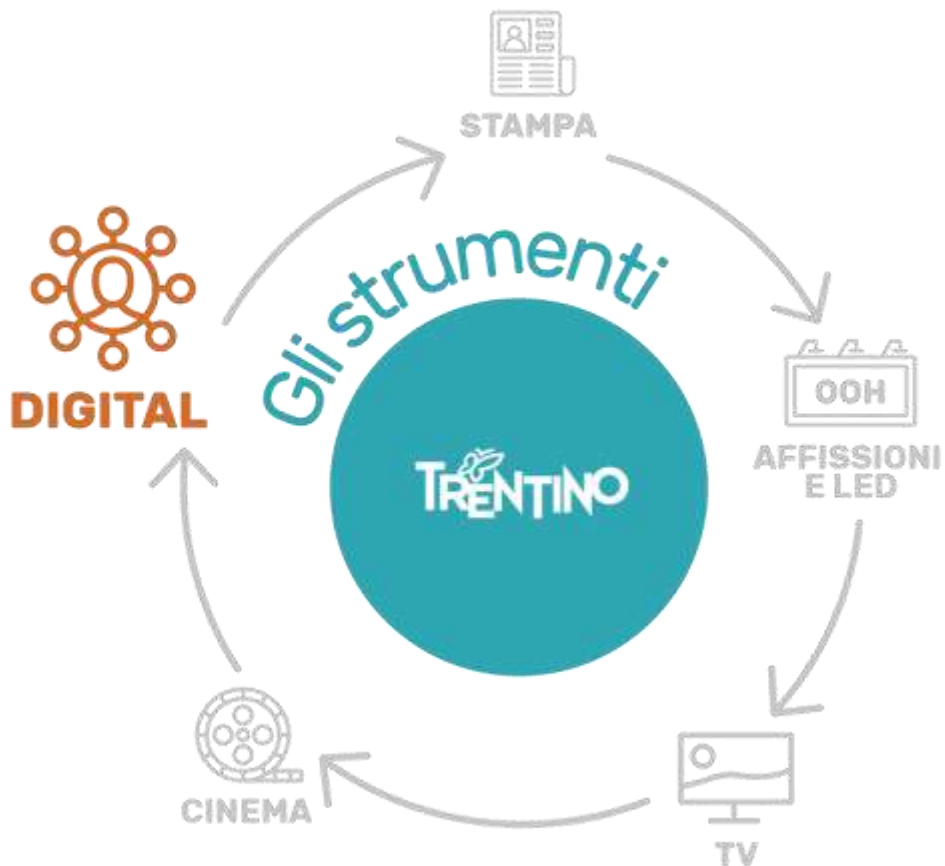 STAMPA
Gli strumenti
DIGITAL
OOH
AFFISSIONI
E LED
TRENTINO
CINEMA
TV